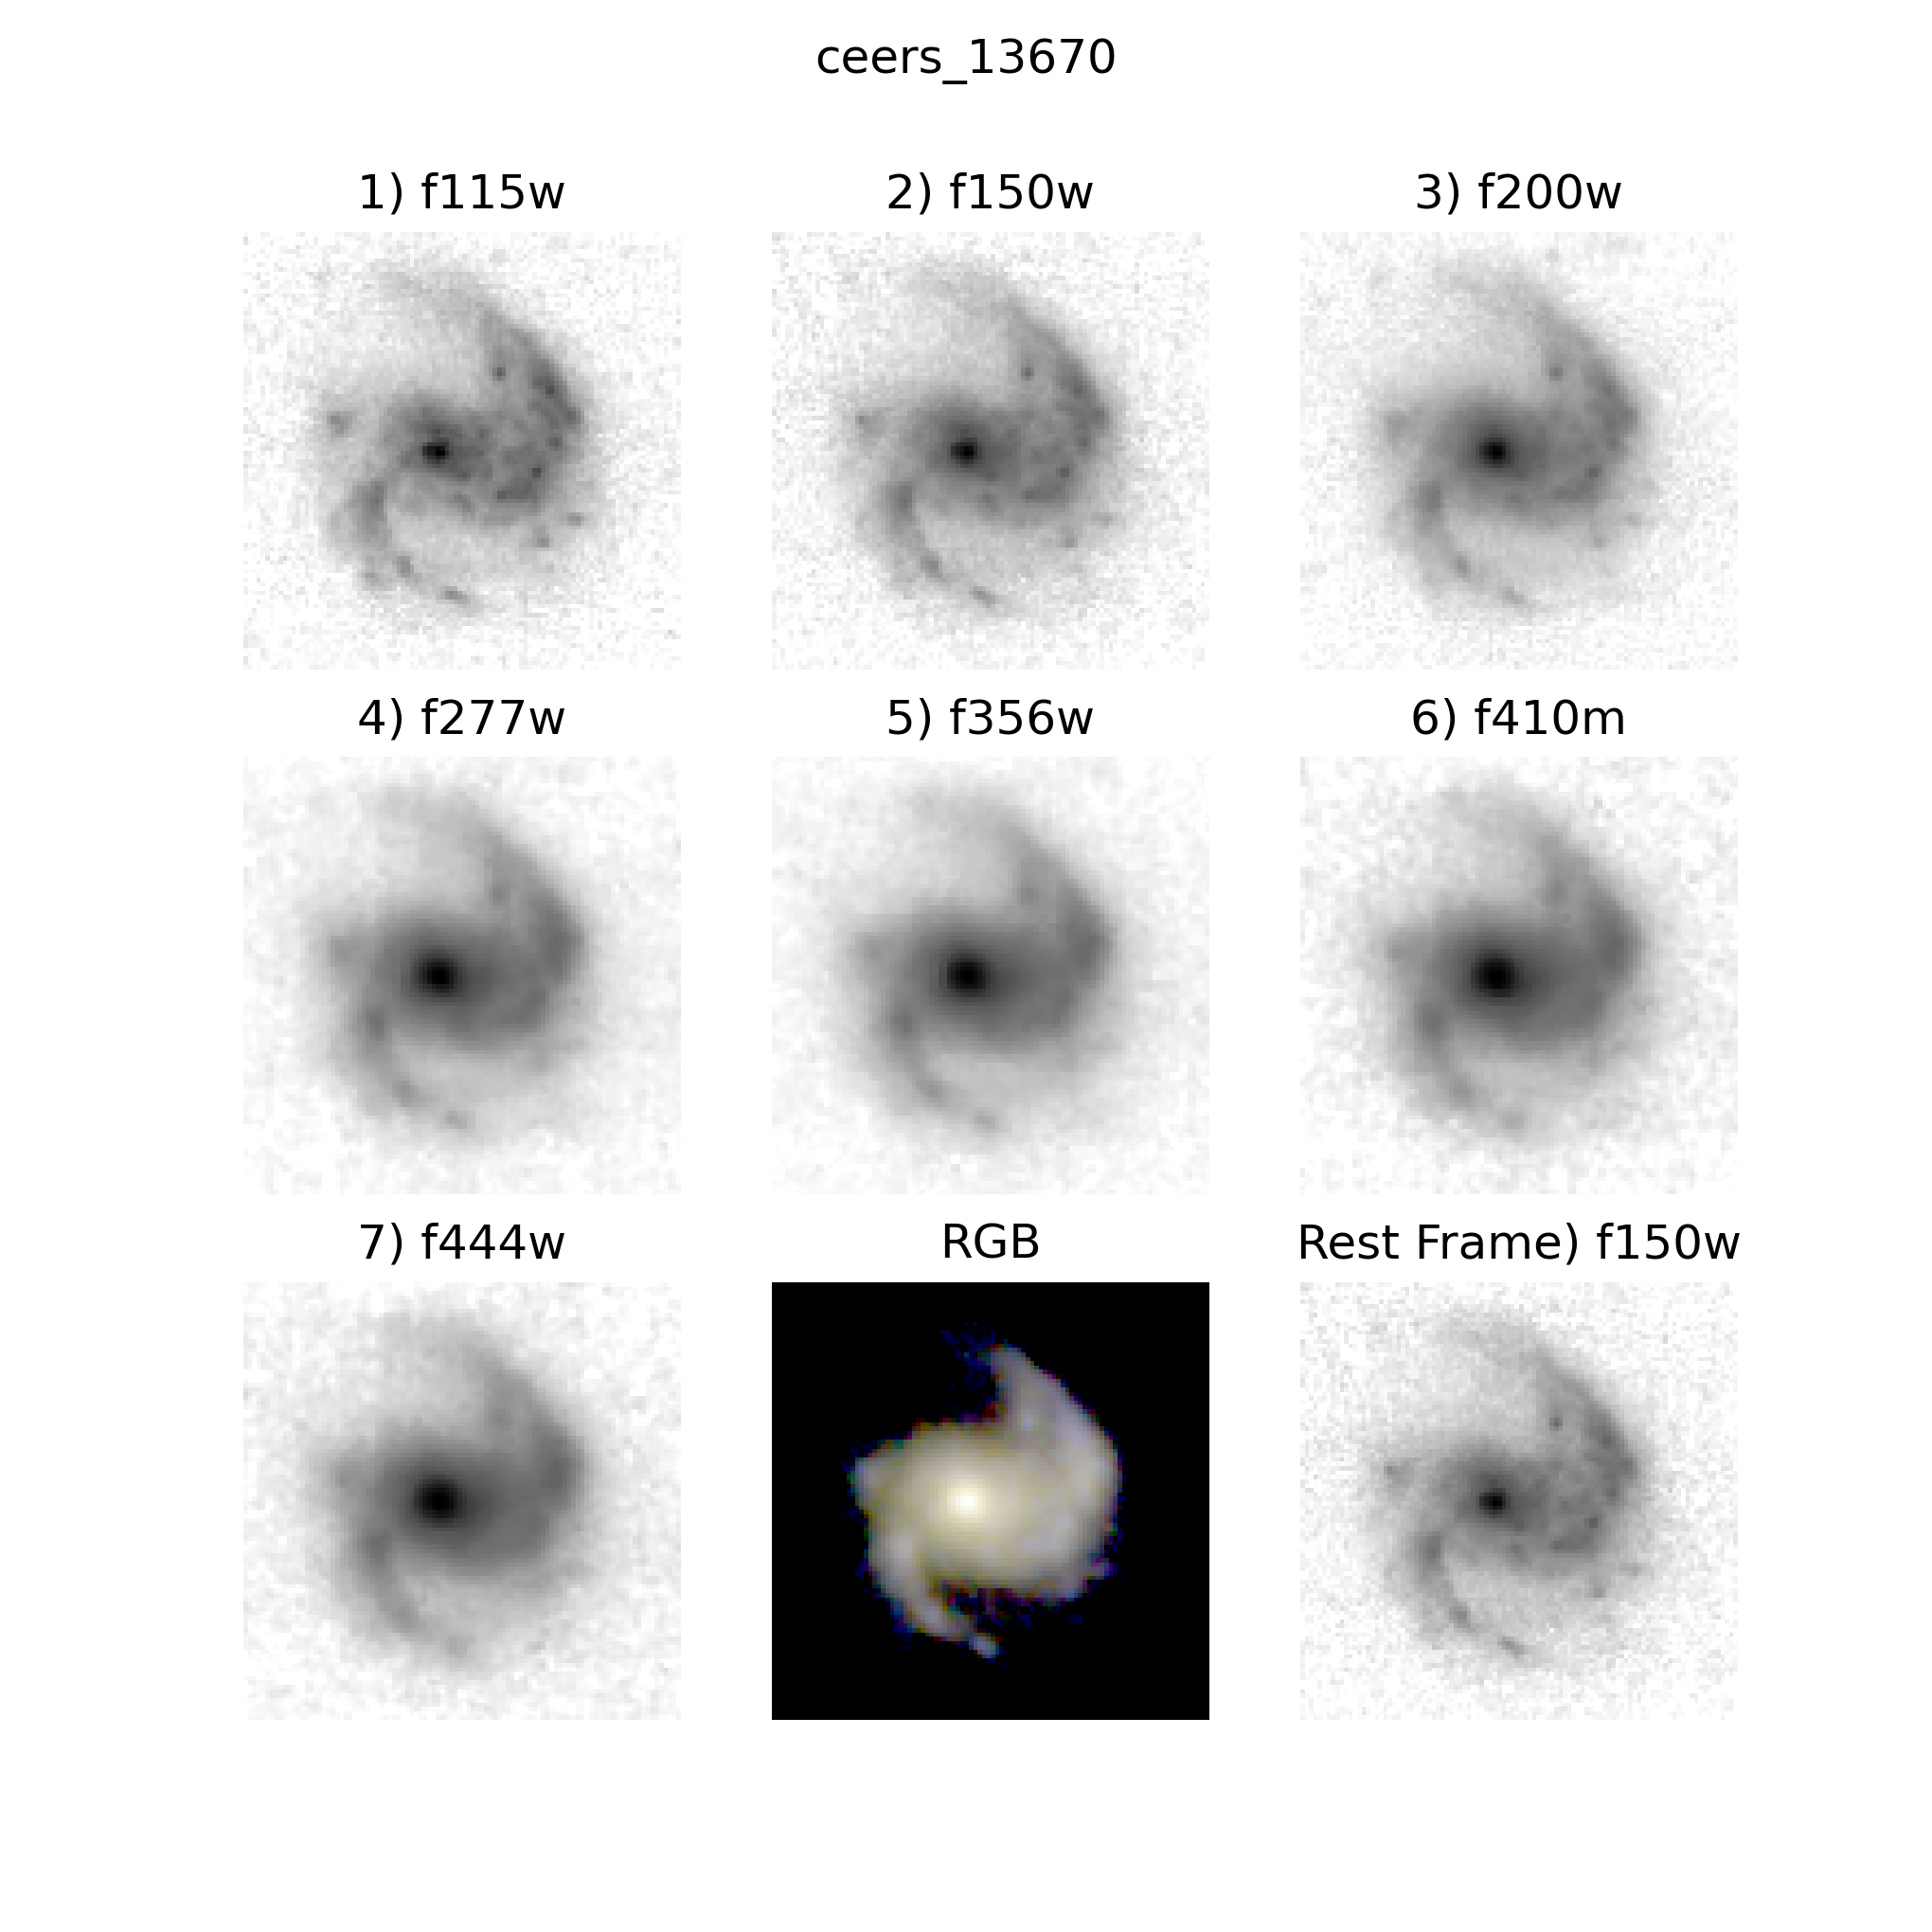 ceers_13670
1) f115w
2) f150w
3) f200w
4) f277w
5) f356w
6) f410m
7) f444w
RGB
Rest Frame) f150w